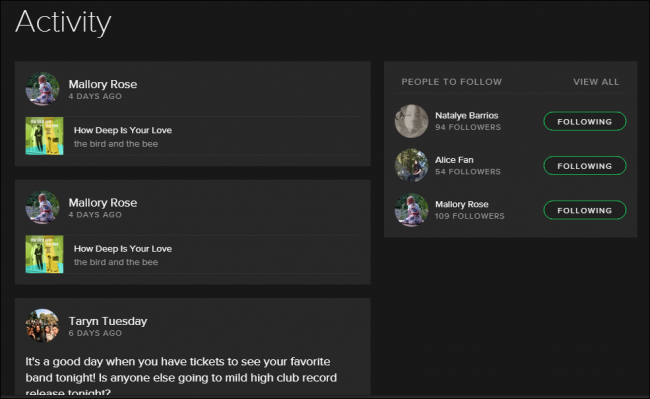 Activity
Mallory Rose
4 DAYS AGO
How Deep Is Your Love
the bird and the bee
Mallory Rose
4 DAYS AGO
How Deep Is Your Love
the bird and the bee
Taryn Tuesday
6 DAYS AGO
It's a good day when you have tickets to see your favorite
band tonight! Is anyone else going to mild high club record
release tonight?
PEOPLE TO FOLLOW VIEW ALL
Natalye Barrios
94 FOLLOWERS
FOLLOWING
Alice Fan
54 FOLLOWERS
FOLLOWING
Mallory Rose
109 FOLLOWERS
FOLLOWING